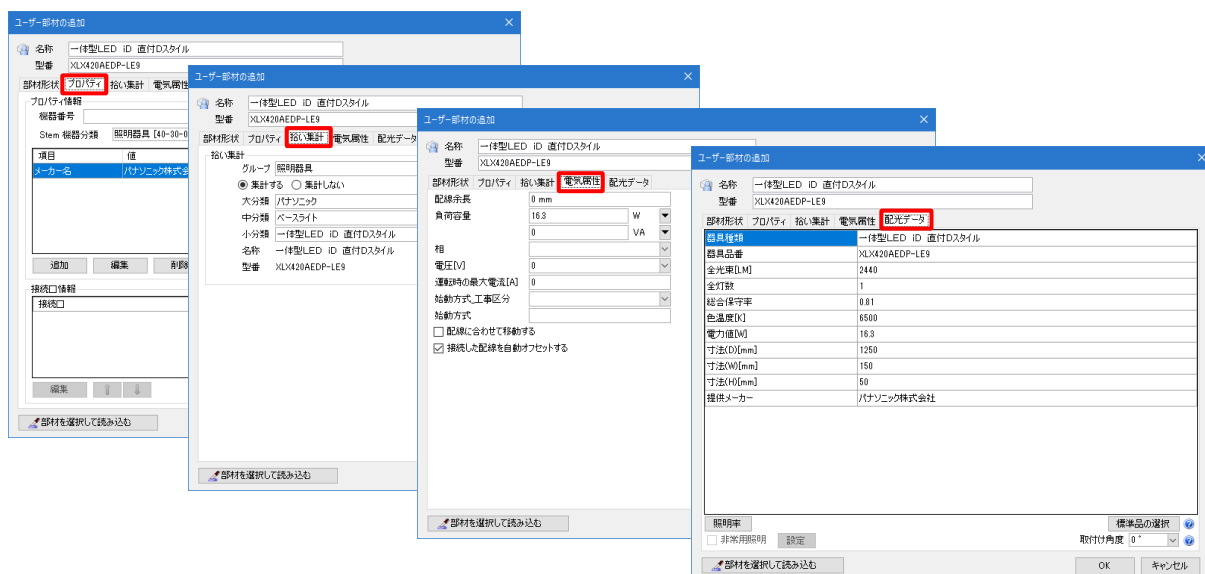 ユーザー部材の追加
名称 一体型LED iD 直付Dスタイル
型番 XLX420AEDP-LE9
部材形状 プロパティ 拾い集計 電気属性
プロパティ情報
機器番号
Stem 機器分類 照明器具 [40-30-0
項目 値
メーカー名 パナソニック株式会
追加 編集 削除
接続口情報
接続口
編集
部材を選択して読み込む
ユーザー部材の追加
名称 一体型LED iD 直付Dスタイル
型番 XLX420AEDP-LE9
部材形状 プロパティ 拾い集計 電気属性 配光データ
拾い集計
グループ 照明器具
集計する 集計しない
大分類 パナソニック
中分類 ベースライト
小分類 一体型LED iD 直付Dスタイル
名称 一体型LED iD 直付Dスタイル
型番 XLX420AEDP-LE9
部材を選択して読み込む
ユーザー部材の追加
名称 一体型LED iD 直付Dスタイル
型番 XLX420AEDP-LE9
部材形状 プロパティ 拾い集計 電気属性 配光データ
配線余長 0 mm
負荷容量 16.3 W
0 VA
相
電圧[V] 0
運転時の最大電流[A] 0
始動方式_工事区分
始動方式
配線に合わせて移動する
接続した配線を自動オフセットする
部材を選択して読み込む
ユーザー部材の追加
名称 一体型LED iD 直付Dスタイル
型番 XLX420AEDP-LE9
部材形状 プロパティ 拾い集計 電気属性 配光データ
器具種類 一体型LED iD 直付Dスタイル
器具品番 XLX420AEDP-LE9
全光束[LM] 2440
全灯数 1
総合保守率 0.81
色温度[K] 6500
電力値[W] 16.3
寸法(D)[mm] 1250
寸法(W)[mm] 150
寸法(H)[mm] 50
提供メーカー パナソニック株式会社
照明率 標準品の選択
非常用照明 設定 取付け角度 0°
部材を選択して読み込む OK キャンセル